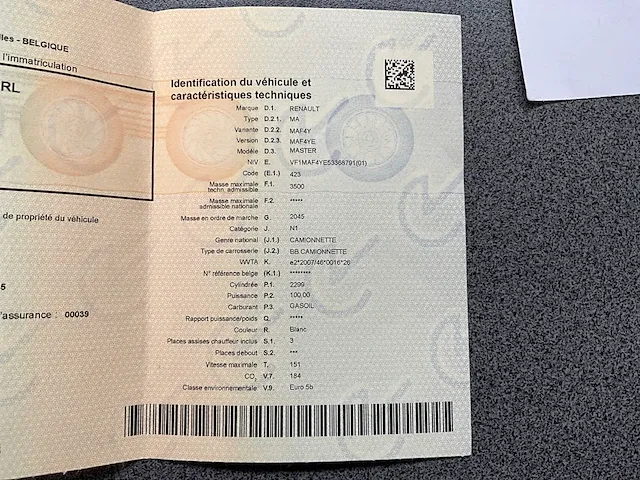 lles - BELGIQUE
l'immatriculation
RL
de propriété du véhicule
5
'assurance : 00039
Identification du véhicule et
caractéristiques techniques
Marque D.1. RENAULT
Type D.2.1. MA
Variante D.2.2. MAF4Y
Version D.2.3. MAF4YE
Modèle D.3. MASTER
NIV E. VF1MAF4YE53368791(01)
Code (E.1.) 423
Masse maximale
techn. admissible F.1. 3500
Masse maximale
admissible nationale F.2. *****
Masse en ordre de marche G. 2045
Catégorie J. N1
Genre national (J.1.) CAMIONNETTE
Type de carrosserie (J.2.) BB CAMIONNETTE
WVTA K. e2*2007/46*0016*26
N° référence belge (K.1.) ********
Cylindrée P.1. 2299
Puissance P.2. 100,00
Carburant P.3. GASOIL
Rapport puissance/poids Q. *****
Couleur R. Blanc
Places assises chauffeur inclus S.1. 3
Places debout S.2. ***
Vitesse maximale T. 151
CO2 V.7. 184
Classe environnementale V.9. Euro 5b